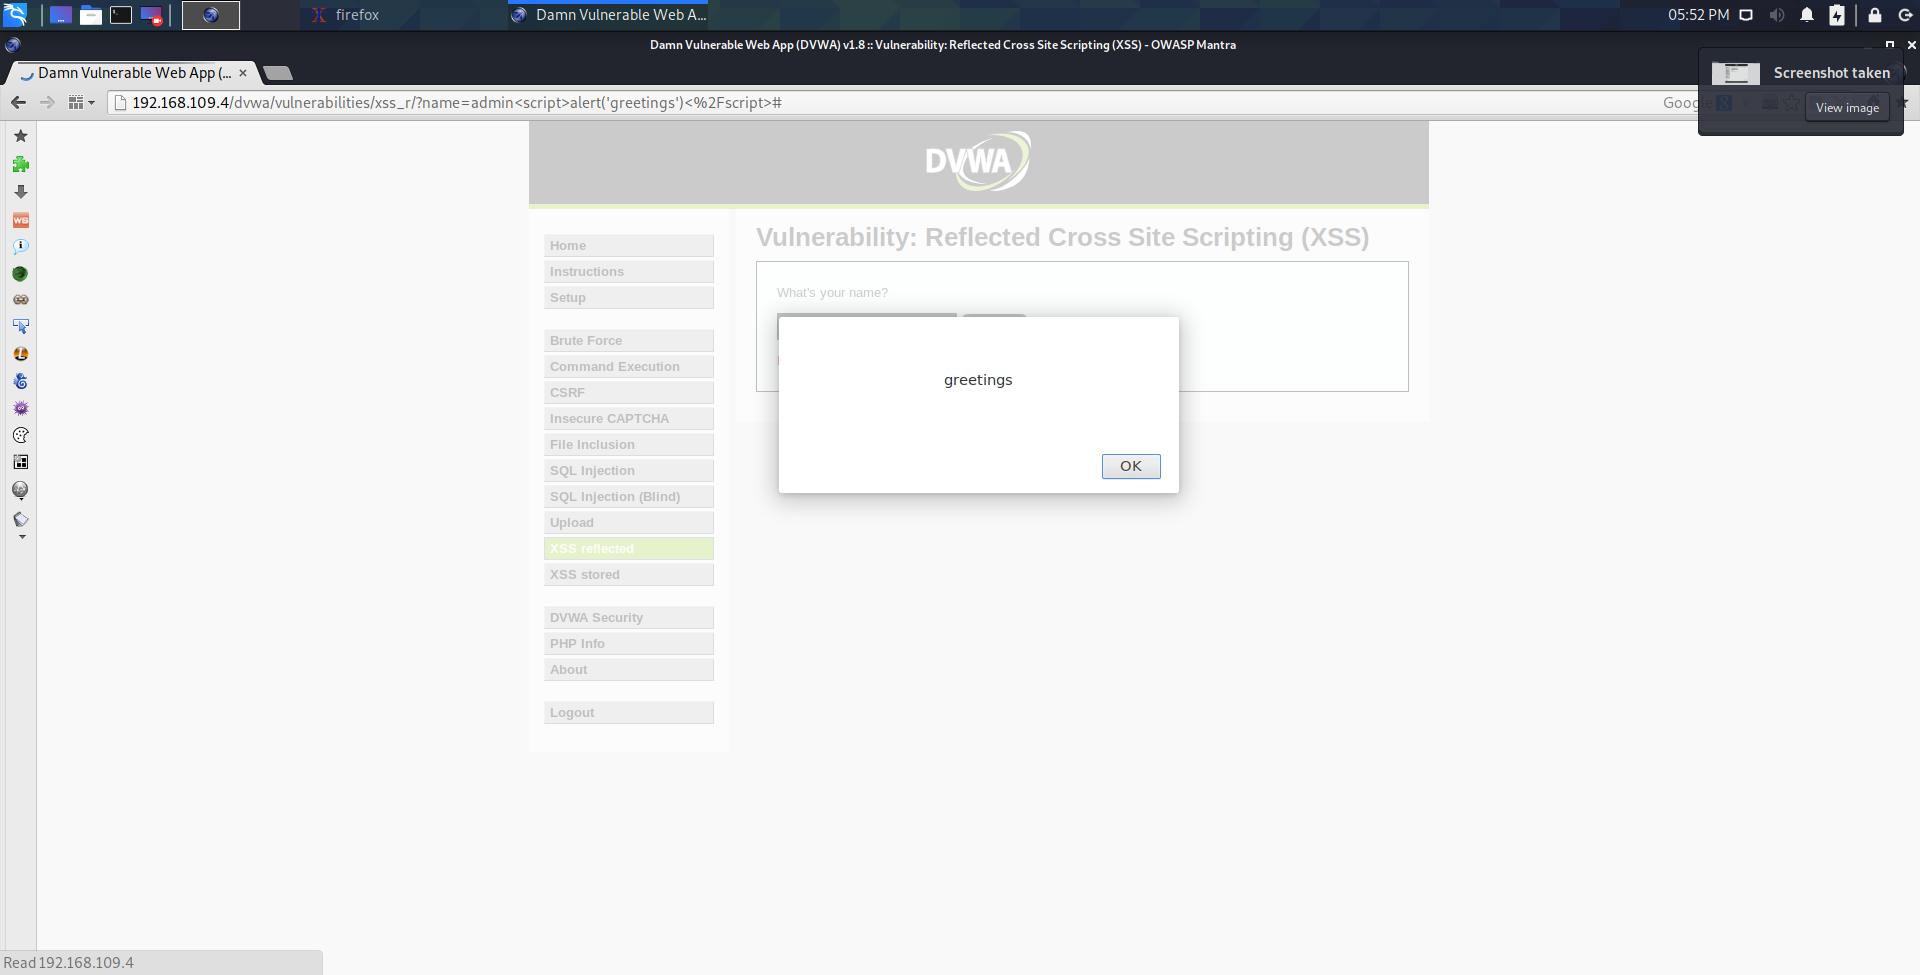 firefox
Damn Vulnerable Web A...
05:52 PM
Damn Vulnerable Web App (DVWA) v1.8 :: Vulnerability: Reflected Cross Site Scripting (XSS) - OWASP Mantra
Damn Vulnerable Web App (...
Screenshot taken
View image
192.168.109.4/dvwa/vulnerabilities/xss_r/?name=admin<script>alert('greetings')<%2Fscript>#
Google
DVWA
Home
Instructions
Setup
Brute Force
Command Execution
CSRF
Insecure CAPTCHA
File Inclusion
SQL Injection
SQL Injection (Blind)
Upload
XSS reflected
XSS stored
DVWA Security
PHP Info
About
Logout
Vulnerability: Reflected Cross Site Scripting (XSS)
What's your name?
greetings
OK
Read 192.168.109.4